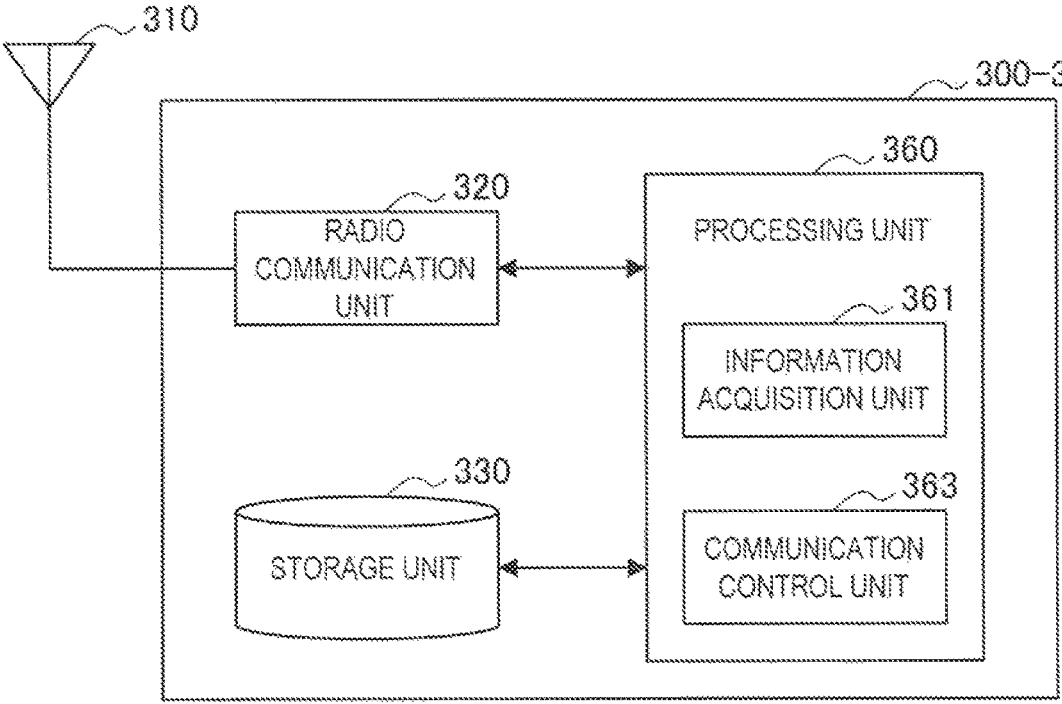 310
300-3
360
320
RADIO
COMMUNICATION
UNIT
PROCESSING UNIT
361
INFORMATION
ACQUISITION UNIT
330
STORAGE UNIT
363
COMMUNICATION
CONTROL UNIT